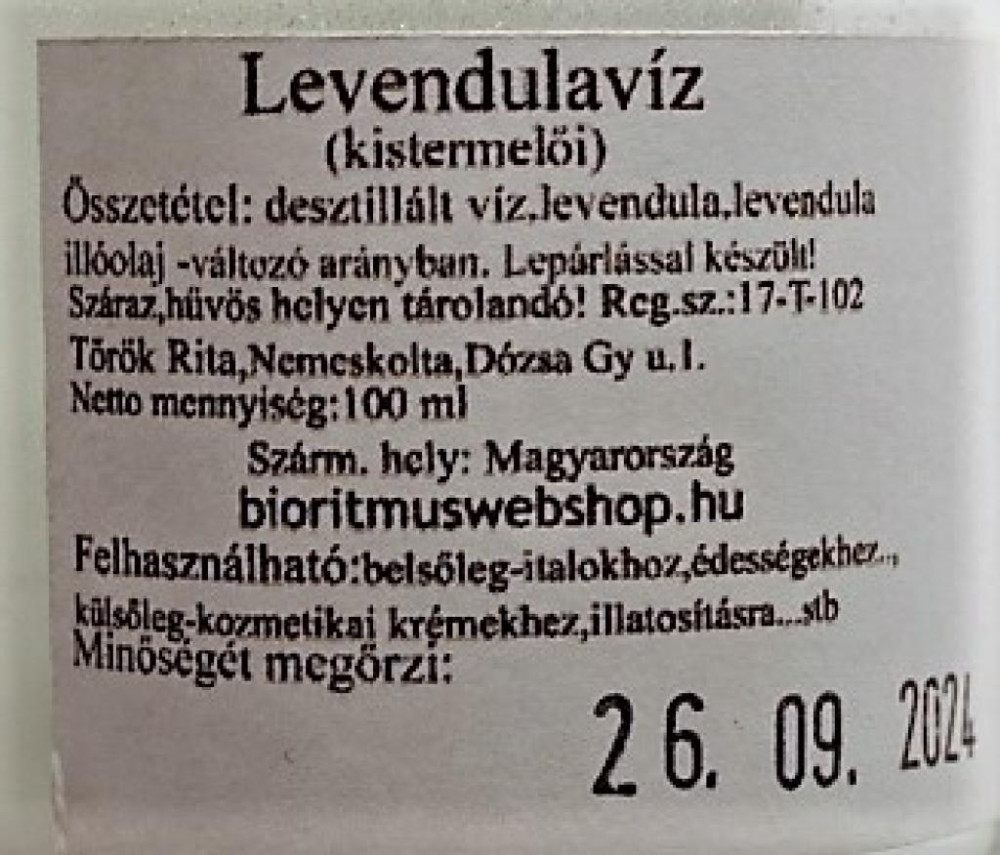 Levendulavíz
(kistermelői)
Összetétel: desztillált víz,levendula,levendula
illóolaj -változó arányban. Lepárlással készült!
Száraz,hűvös helyen tárolandó! Reg.sz.:17-T-102
Török Rita,Nemeskolta,Dózsa Gy u.1.
Netto mennyiség:100 ml
Szárm. hely: Magyarország
bioritmuswebshop.hu
Felhasználható:belsőleg-italokhoz,édességekhez..,
külsőleg-kozmetikai krémekhez,illatosításra...stb
Minőségét megőrzi:
26. 09. 2024